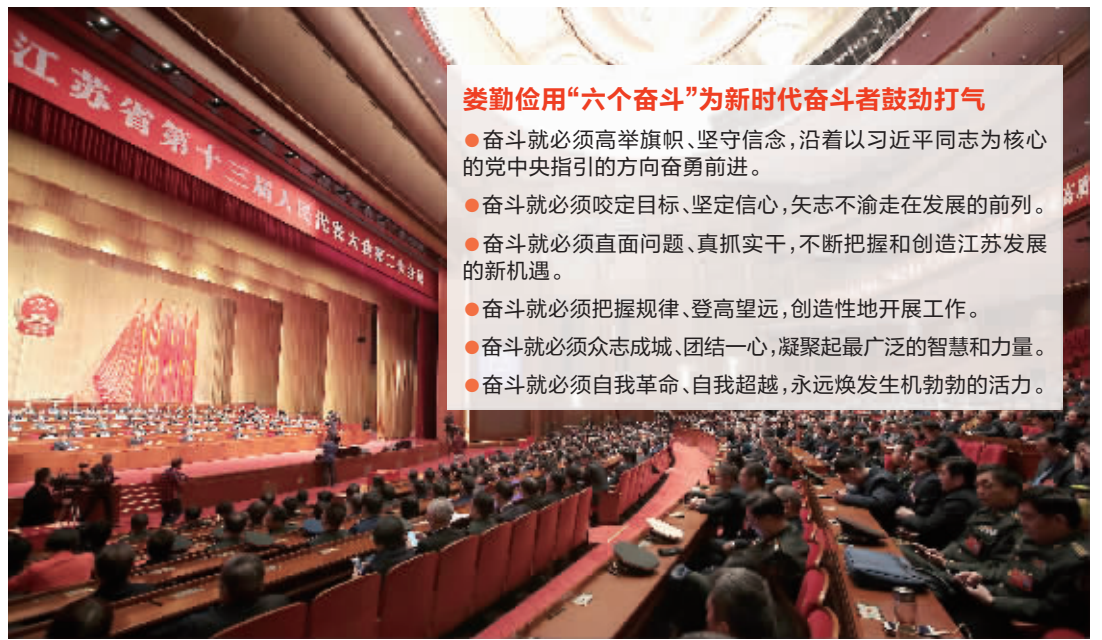 江苏省第十三届人民代表大会第二次会议
娄勤俭用“六个奋斗”为新时代奋斗者鼓劲打气
●奋斗就必须高举旗帜、坚守信念，沿着以习近平同志为核心
的党中央指引的方向奋勇前进。
●奋斗就必须咬定目标、坚定信心，矢志不渝走在发展的前列。
●奋斗就必须直面问题、真抓实干，不断把握和创造江苏发展
的新机遇。
●奋斗就必须把握规律、登高望远，创造性地开展工作。
●奋斗就必须众志成城、团结一心，凝聚起最广泛的智慧和力量。
●奋斗就必须自我革命、自我超越，永远焕发生机勃勃的活力。